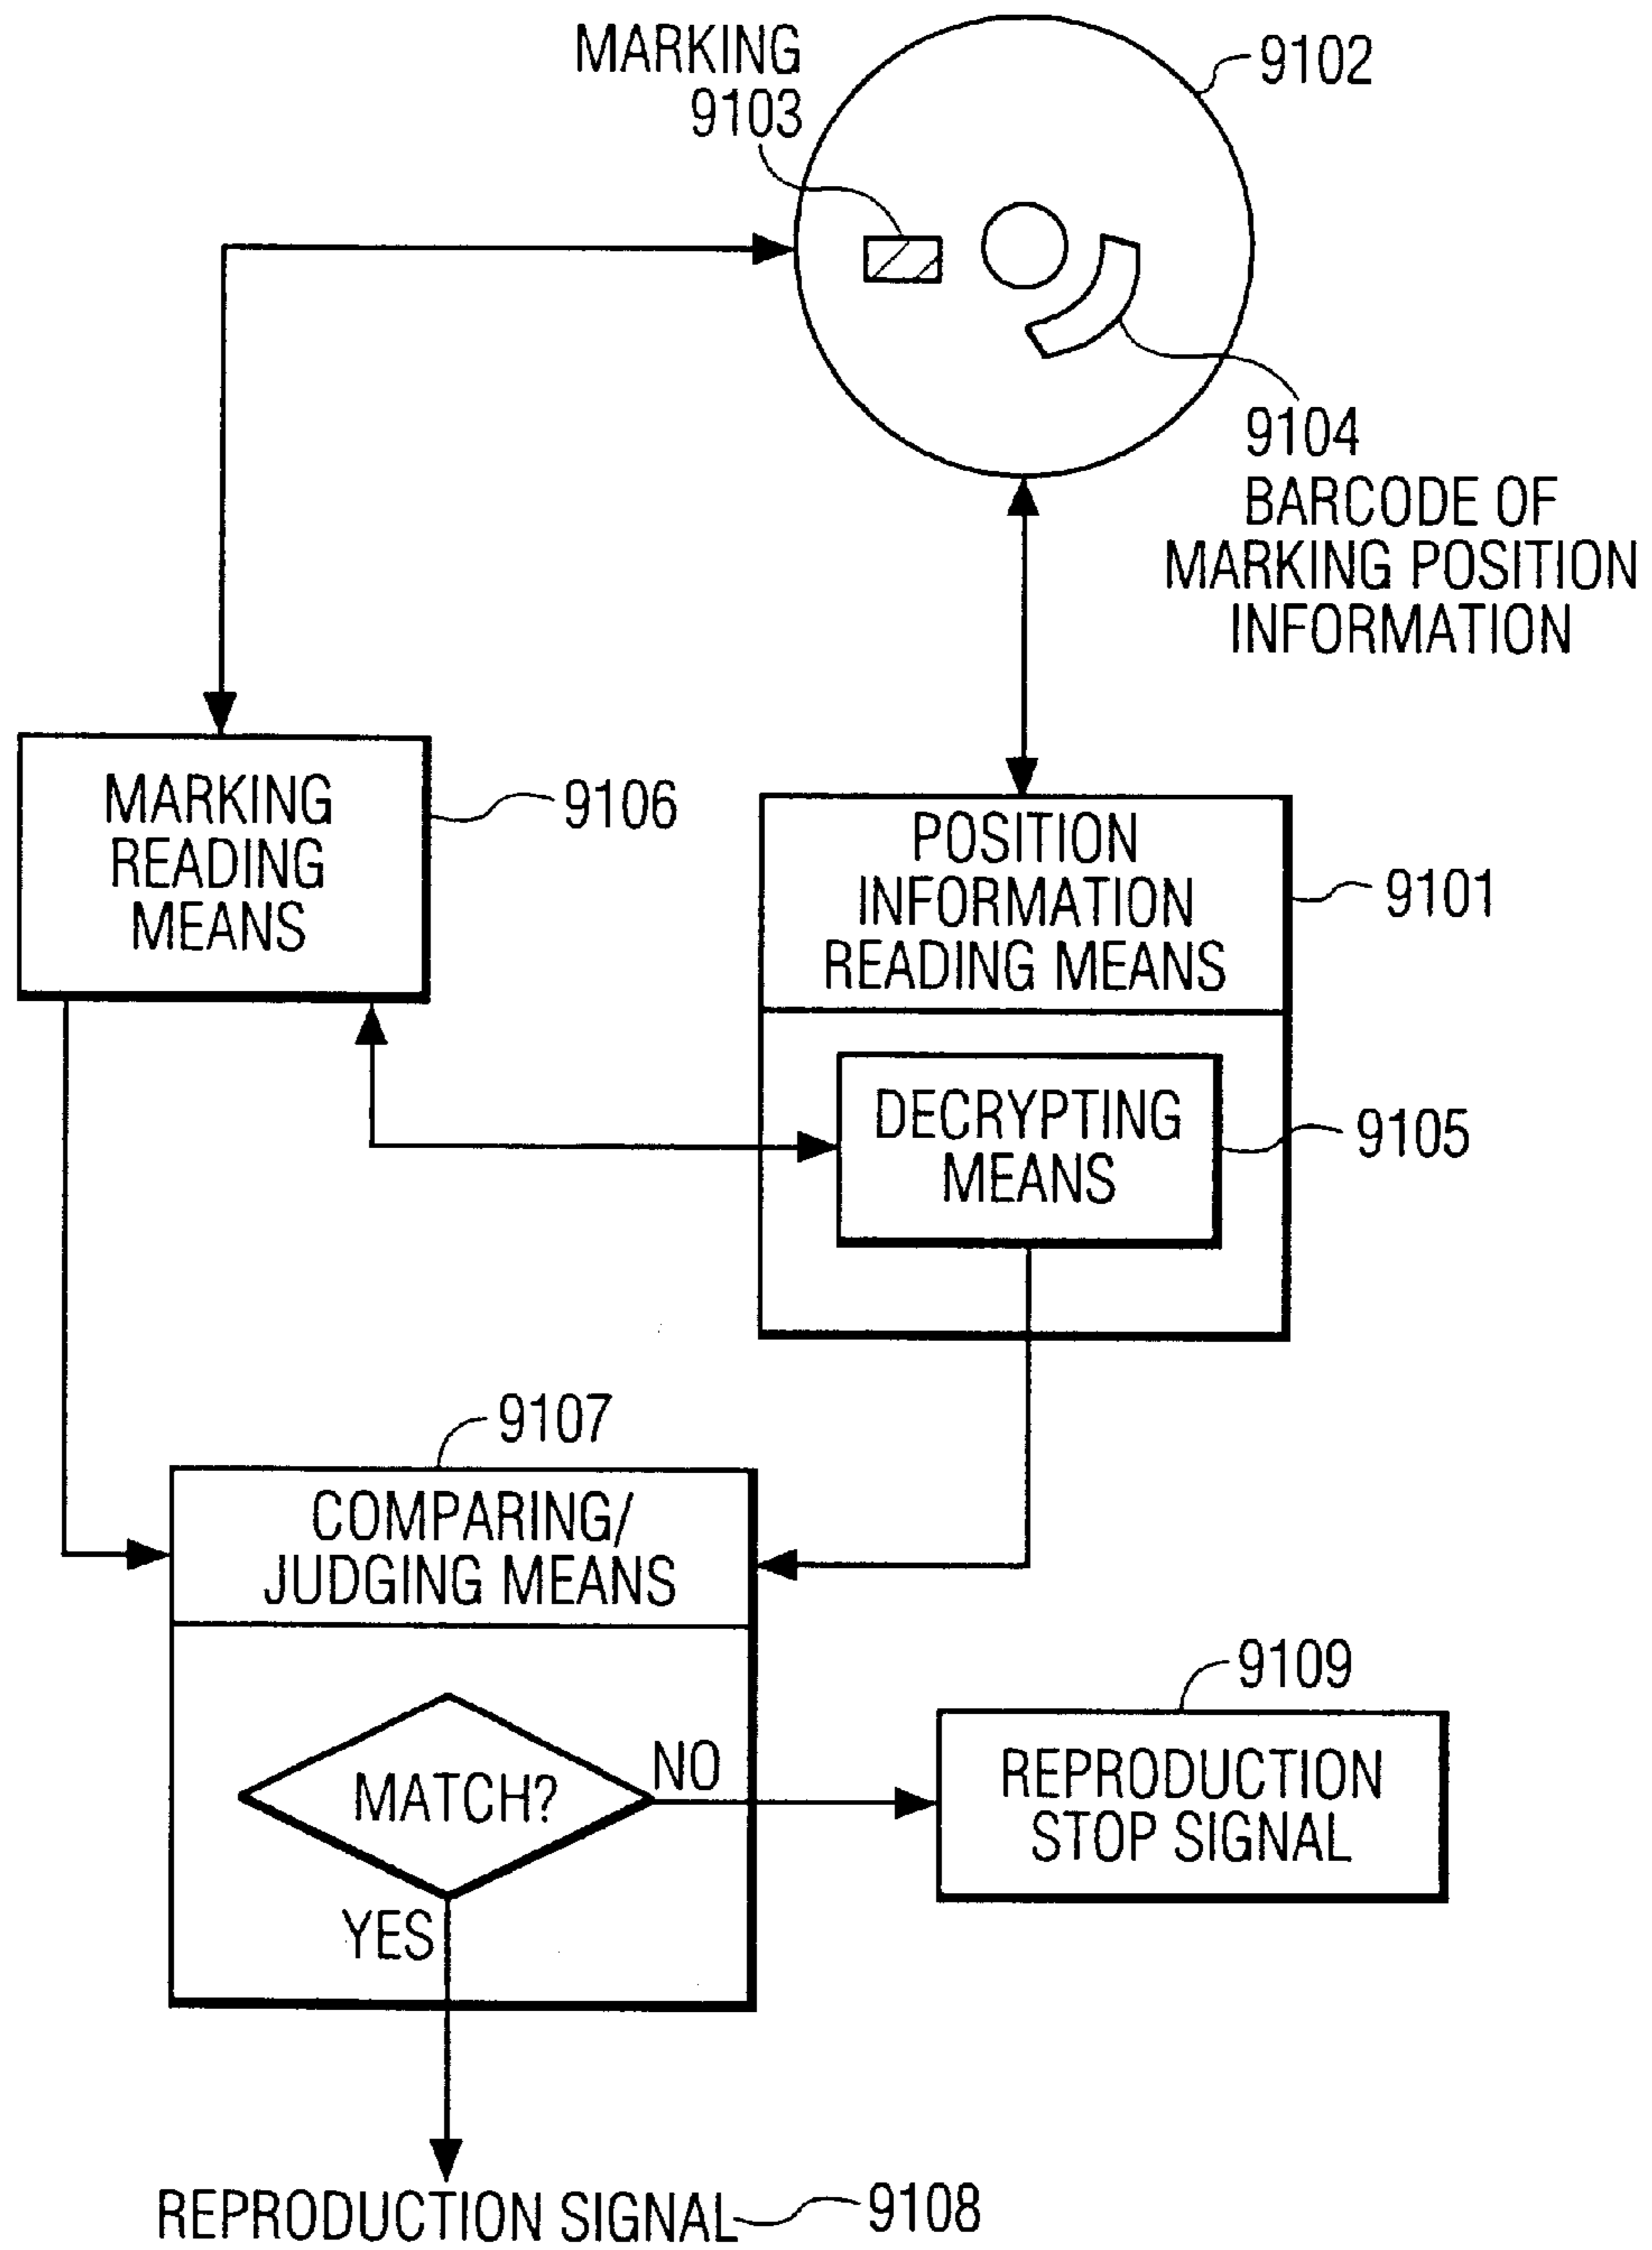 MARKING
9103
9102
9104
BARCODE OF
MARKING POSITION
INFORMATION
MARKING
READING
MEANS
9106
POSITION
INFORMATION
READING MEANS
9101
DECRYPTING
MEANS
9105
9107
COMPARING/
JUDGING MEANS
MATCH?
NO
YES
9109
REPRODUCTION
STOP SIGNAL
REPRODUCTION SIGNAL
9108